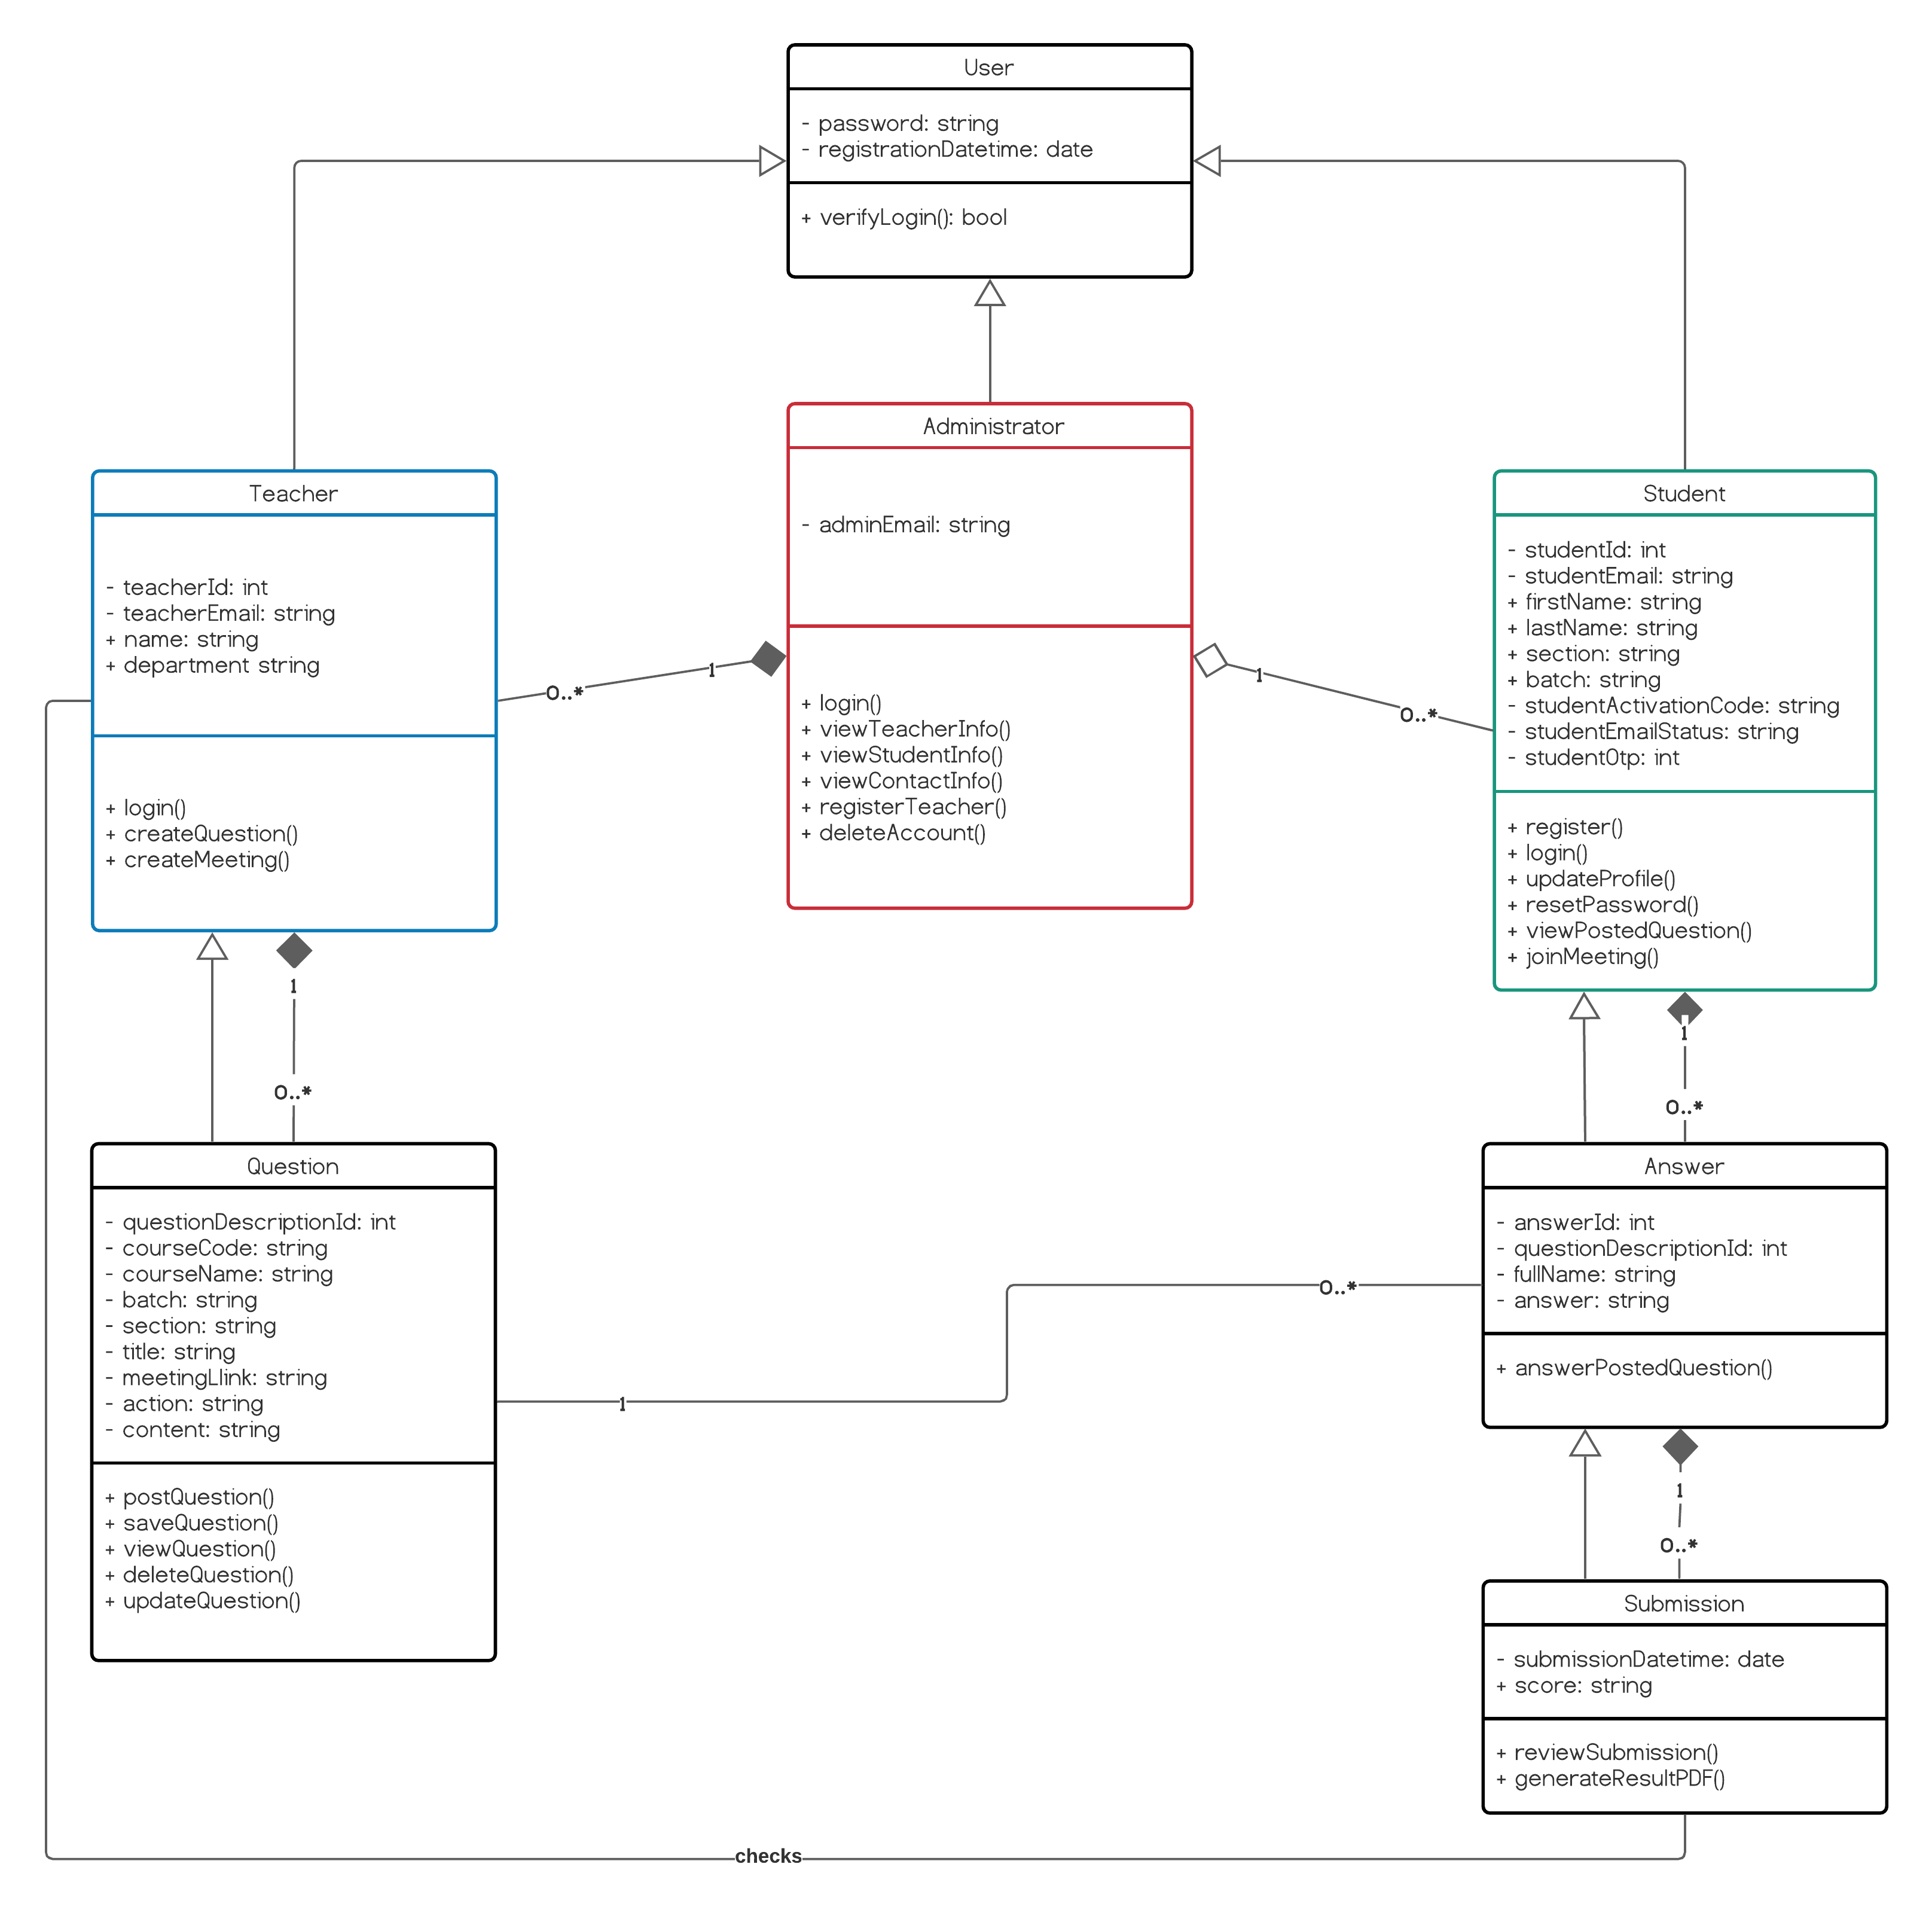 User
- password: string
- registrationDatetime: date
+ verifyLogin(): bool
Administrator
- adminEmail: string
+ login()
+ viewTeacherInfo()
+ viewStudentInfo()
+ viewContactInfo()
+ registerTeacher()
+ deleteAccount()
Teacher
- teacherId: int
- teacherEmail: string
+ name: string
+ department string
+ login()
+ createQuestion()
+ createMeeting()
0..*
1
1
0..*
Student
- studentId: int
- studentEmail: string
+ firstName: string
+ lastName: string
+ section: string
+ batch: string
- studentActivationCode: string
- studentEmailStatus: string
- studentOtp: int
+ register()
+ login()
+ updateProfile()
+ resetPassword()
+ viewPostedQuestion()
+ joinMeeting()
1
0..*
1
0..*
Question
- questionDescriptionId: int
- courseCode: string
- courseName: string
- batch: string
- section: string
- title: string
- meetingLlink: string
- action: string
- content: string
+ postQuestion()
+ saveQuestion()
+ viewQuestion()
+ deleteQuestion()
+ updateQuestion()
1
0..*
Answer
- answerId: int
- questionDescriptionId: int
- fullName: string
- answer: string
+ answerPostedQuestion()
1
0..*
Submission
- submissionDatetime: date
+ score: string
+ reviewSubmission()
+ generateResultPDF()
checks